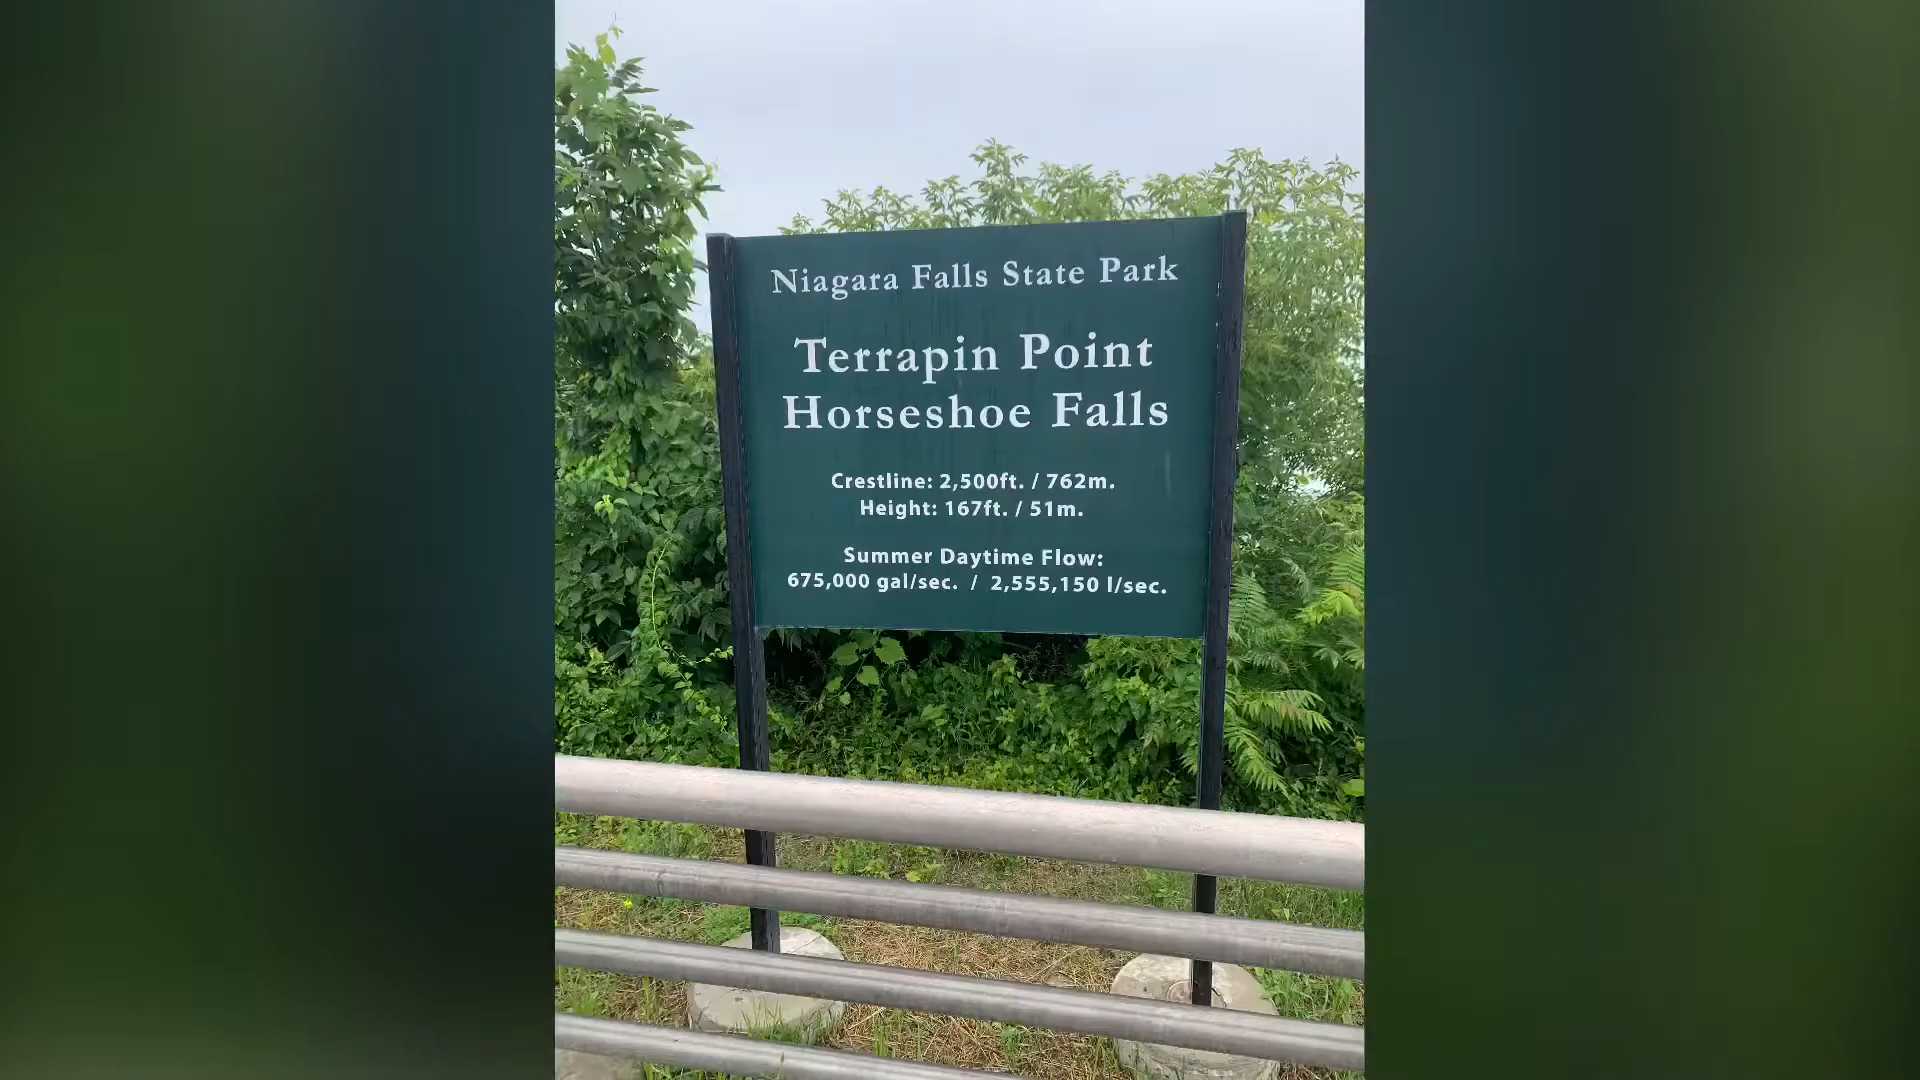 Niagara Falls State Park
Terrapin Point
Horseshoe Falls
Crestline: 2,500ft. / 762m.
Height: 167ft. / 51m.
Summer Daytime Flow:
675,000 gal/sec. / 2,555,150 l/sec.